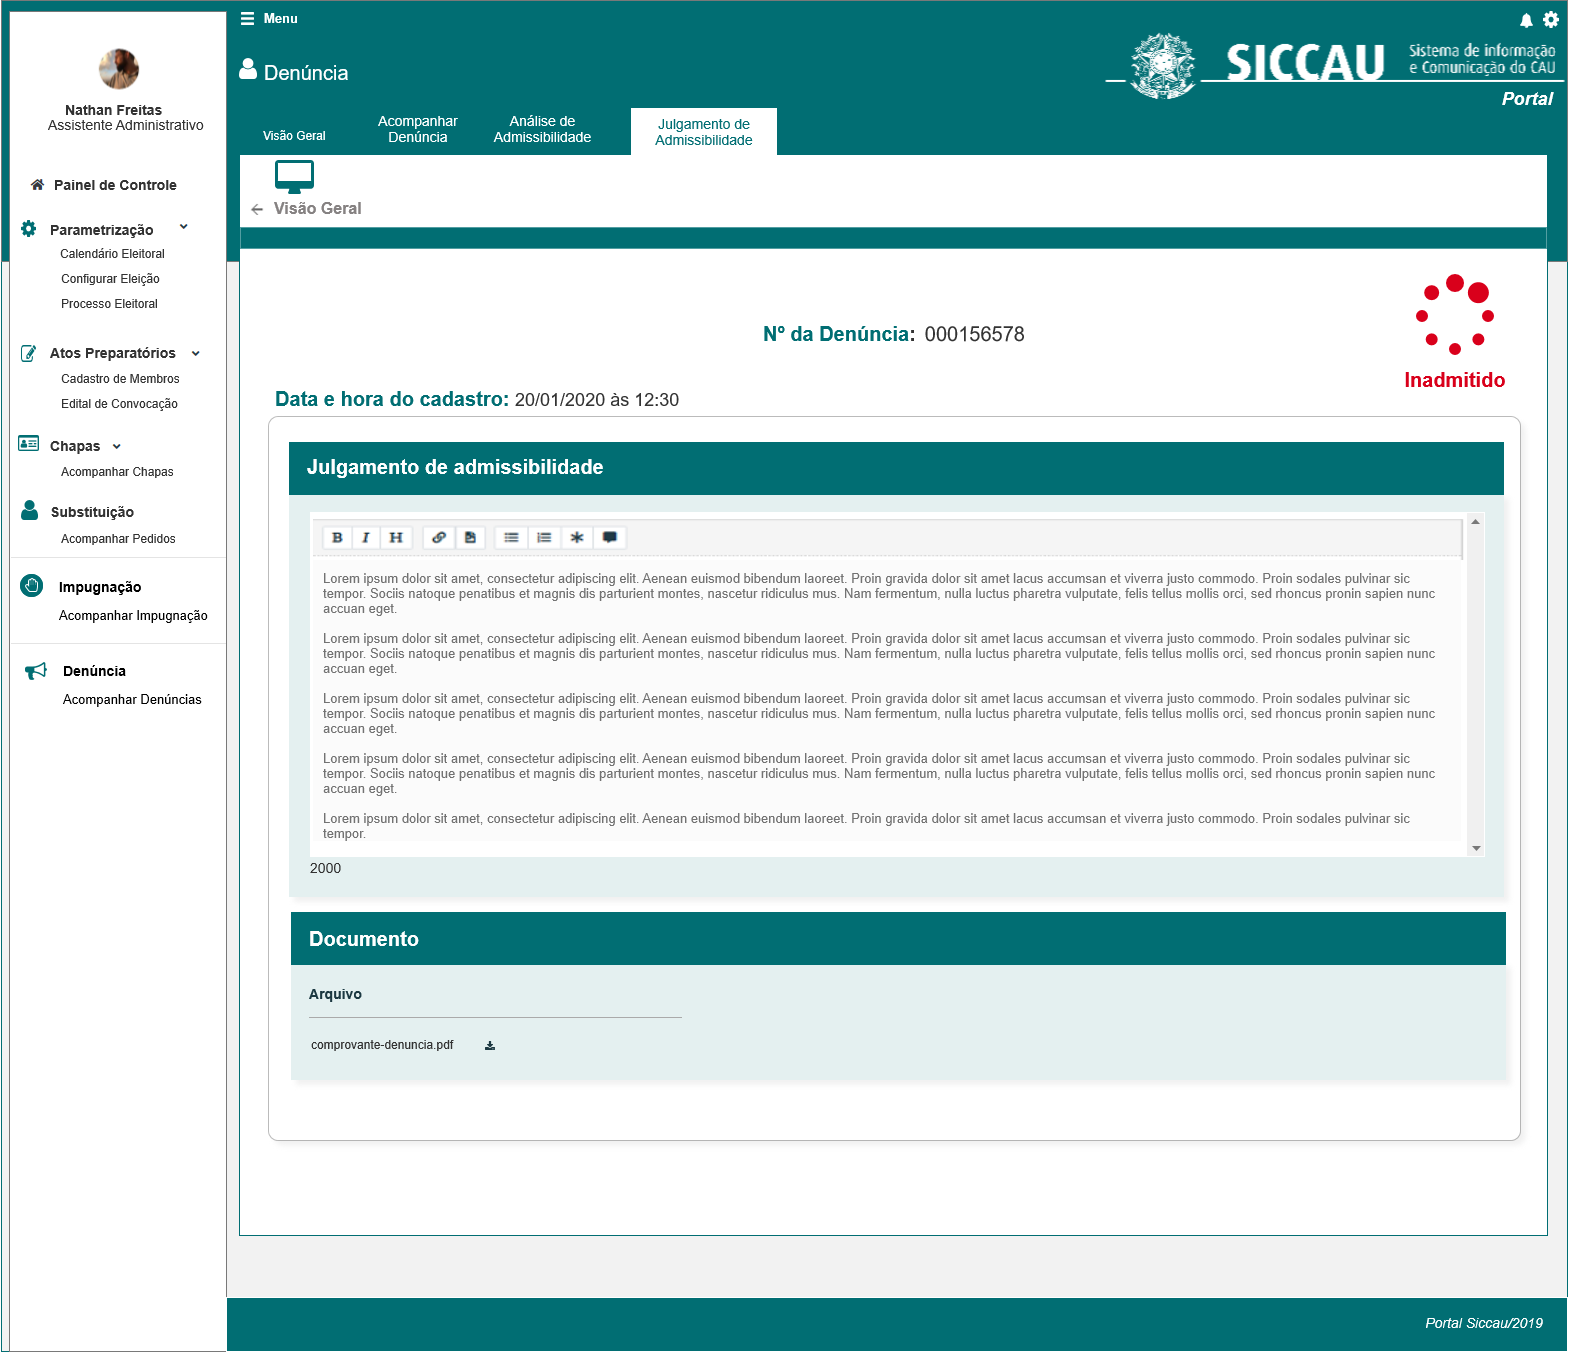 Menu
Denúncia
SICCAU
Sistema de informação
e Comunicação do CAU
Portal
Nathan Freitas
Assistente Administrativo
Visão Geral
Acompanhar
Denúncia
Análise de
Admissibilidade
Julgamento de
Admissibilidade
Painel de Controle
Parametrização
Calendário Eleitoral
Configurar Eleição
Processo Eleitoral
Atos Preparatórios
Cadastro de Membros
Edital de Convocação
Chapas
Acompanhar Chapas
Substituição
Acompanhar Pedidos
Impugnação
Acompanhar Impugnação
Denúncia
Acompanhar Denúncias
Visão Geral
Nº da Denúncia: 000156578
Inadmitido
Data e hora do cadastro: 20/01/2020 às 12:30
Julgamento de admissibilidade
B I H
Lorem ipsum dolor sit amet, consectetur adipiscing elit. Aenean euismod bibendum laoreet. Proin gravida dolor sit amet lacus accumsan et viverra justo commodo. Proin sodales pulvinar sic
tempor. Sociis natoque penatibus et magnis dis parturient montes, nascetur ridiculus mus. Nam fermentum, nulla luctus pharetra vulputate, felis tellus mollis orci, sed rhoncus pronin sapien nunc
accuan eget.
Lorem ipsum dolor sit amet, consectetur adipiscing elit. Aenean euismod bibendum laoreet. Proin gravida dolor sit amet lacus accumsan et viverra justo commodo. Proin sodales pulvinar sic
tempor. Sociis natoque penatibus et magnis dis parturient montes, nascetur ridiculus mus. Nam fermentum, nulla luctus pharetra vulputate, felis tellus mollis orci, sed rhoncus pronin sapien nunc
accuan eget.
Lorem ipsum dolor sit amet, consectetur adipiscing elit. Aenean euismod bibendum laoreet. Proin gravida dolor sit amet lacus accumsan et viverra justo commodo. Proin sodales pulvinar sic
tempor. Sociis natoque penatibus et magnis dis parturient montes, nascetur ridiculus mus. Nam fermentum, nulla luctus pharetra vulputate, felis tellus mollis orci, sed rhoncus pronin sapien nunc
accuan eget.
Lorem ipsum dolor sit amet, consectetur adipiscing elit. Aenean euismod bibendum laoreet. Proin gravida dolor sit amet lacus accumsan et viverra justo commodo. Proin sodales pulvinar sic
tempor. Sociis natoque penatibus et magnis dis parturient montes, nascetur ridiculus mus. Nam fermentum, nulla luctus pharetra vulputate, felis tellus mollis orci, sed rhoncus pronin sapien nunc
accuan eget.
Lorem ipsum dolor sit amet, consectetur adipiscing elit. Aenean euismod bibendum laoreet. Proin gravida dolor sit amet lacus accumsan et viverra justo commodo. Proin sodales pulvinar sic
tempor.
2000
Documento
Arquivo
comprovante-denuncia.pdf
Portal Siccau/2019